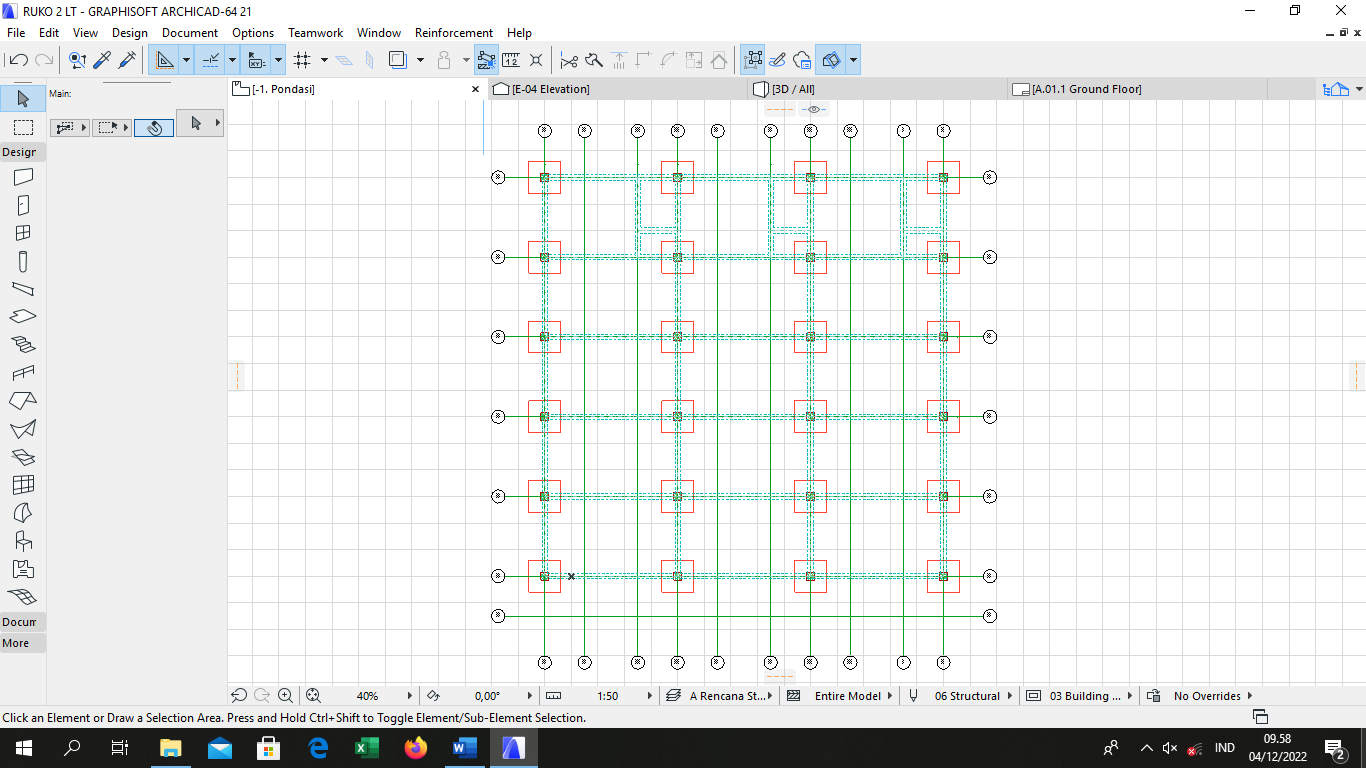 RUKO 2 LT - GRAPHISOFT ARCHICAD-64 21
File Edit View Design Document Options Teamwork Window Reinforcement Help
Main:
[-1. Pondasi]
[E-04 Elevation]
[3D / All]
[A.01.1 Ground Floor]
Design
Docum
More
40%
0,00°
1:50
A Rencana St...
Entire Model
06 Structural
03 Building ...
No Overrides
Click an Element or Draw a Selection Area. Press and Hold Ctrl+Shift to Toggle Element/Sub-Element Selection.
IND
09.58
04/12/2022
2